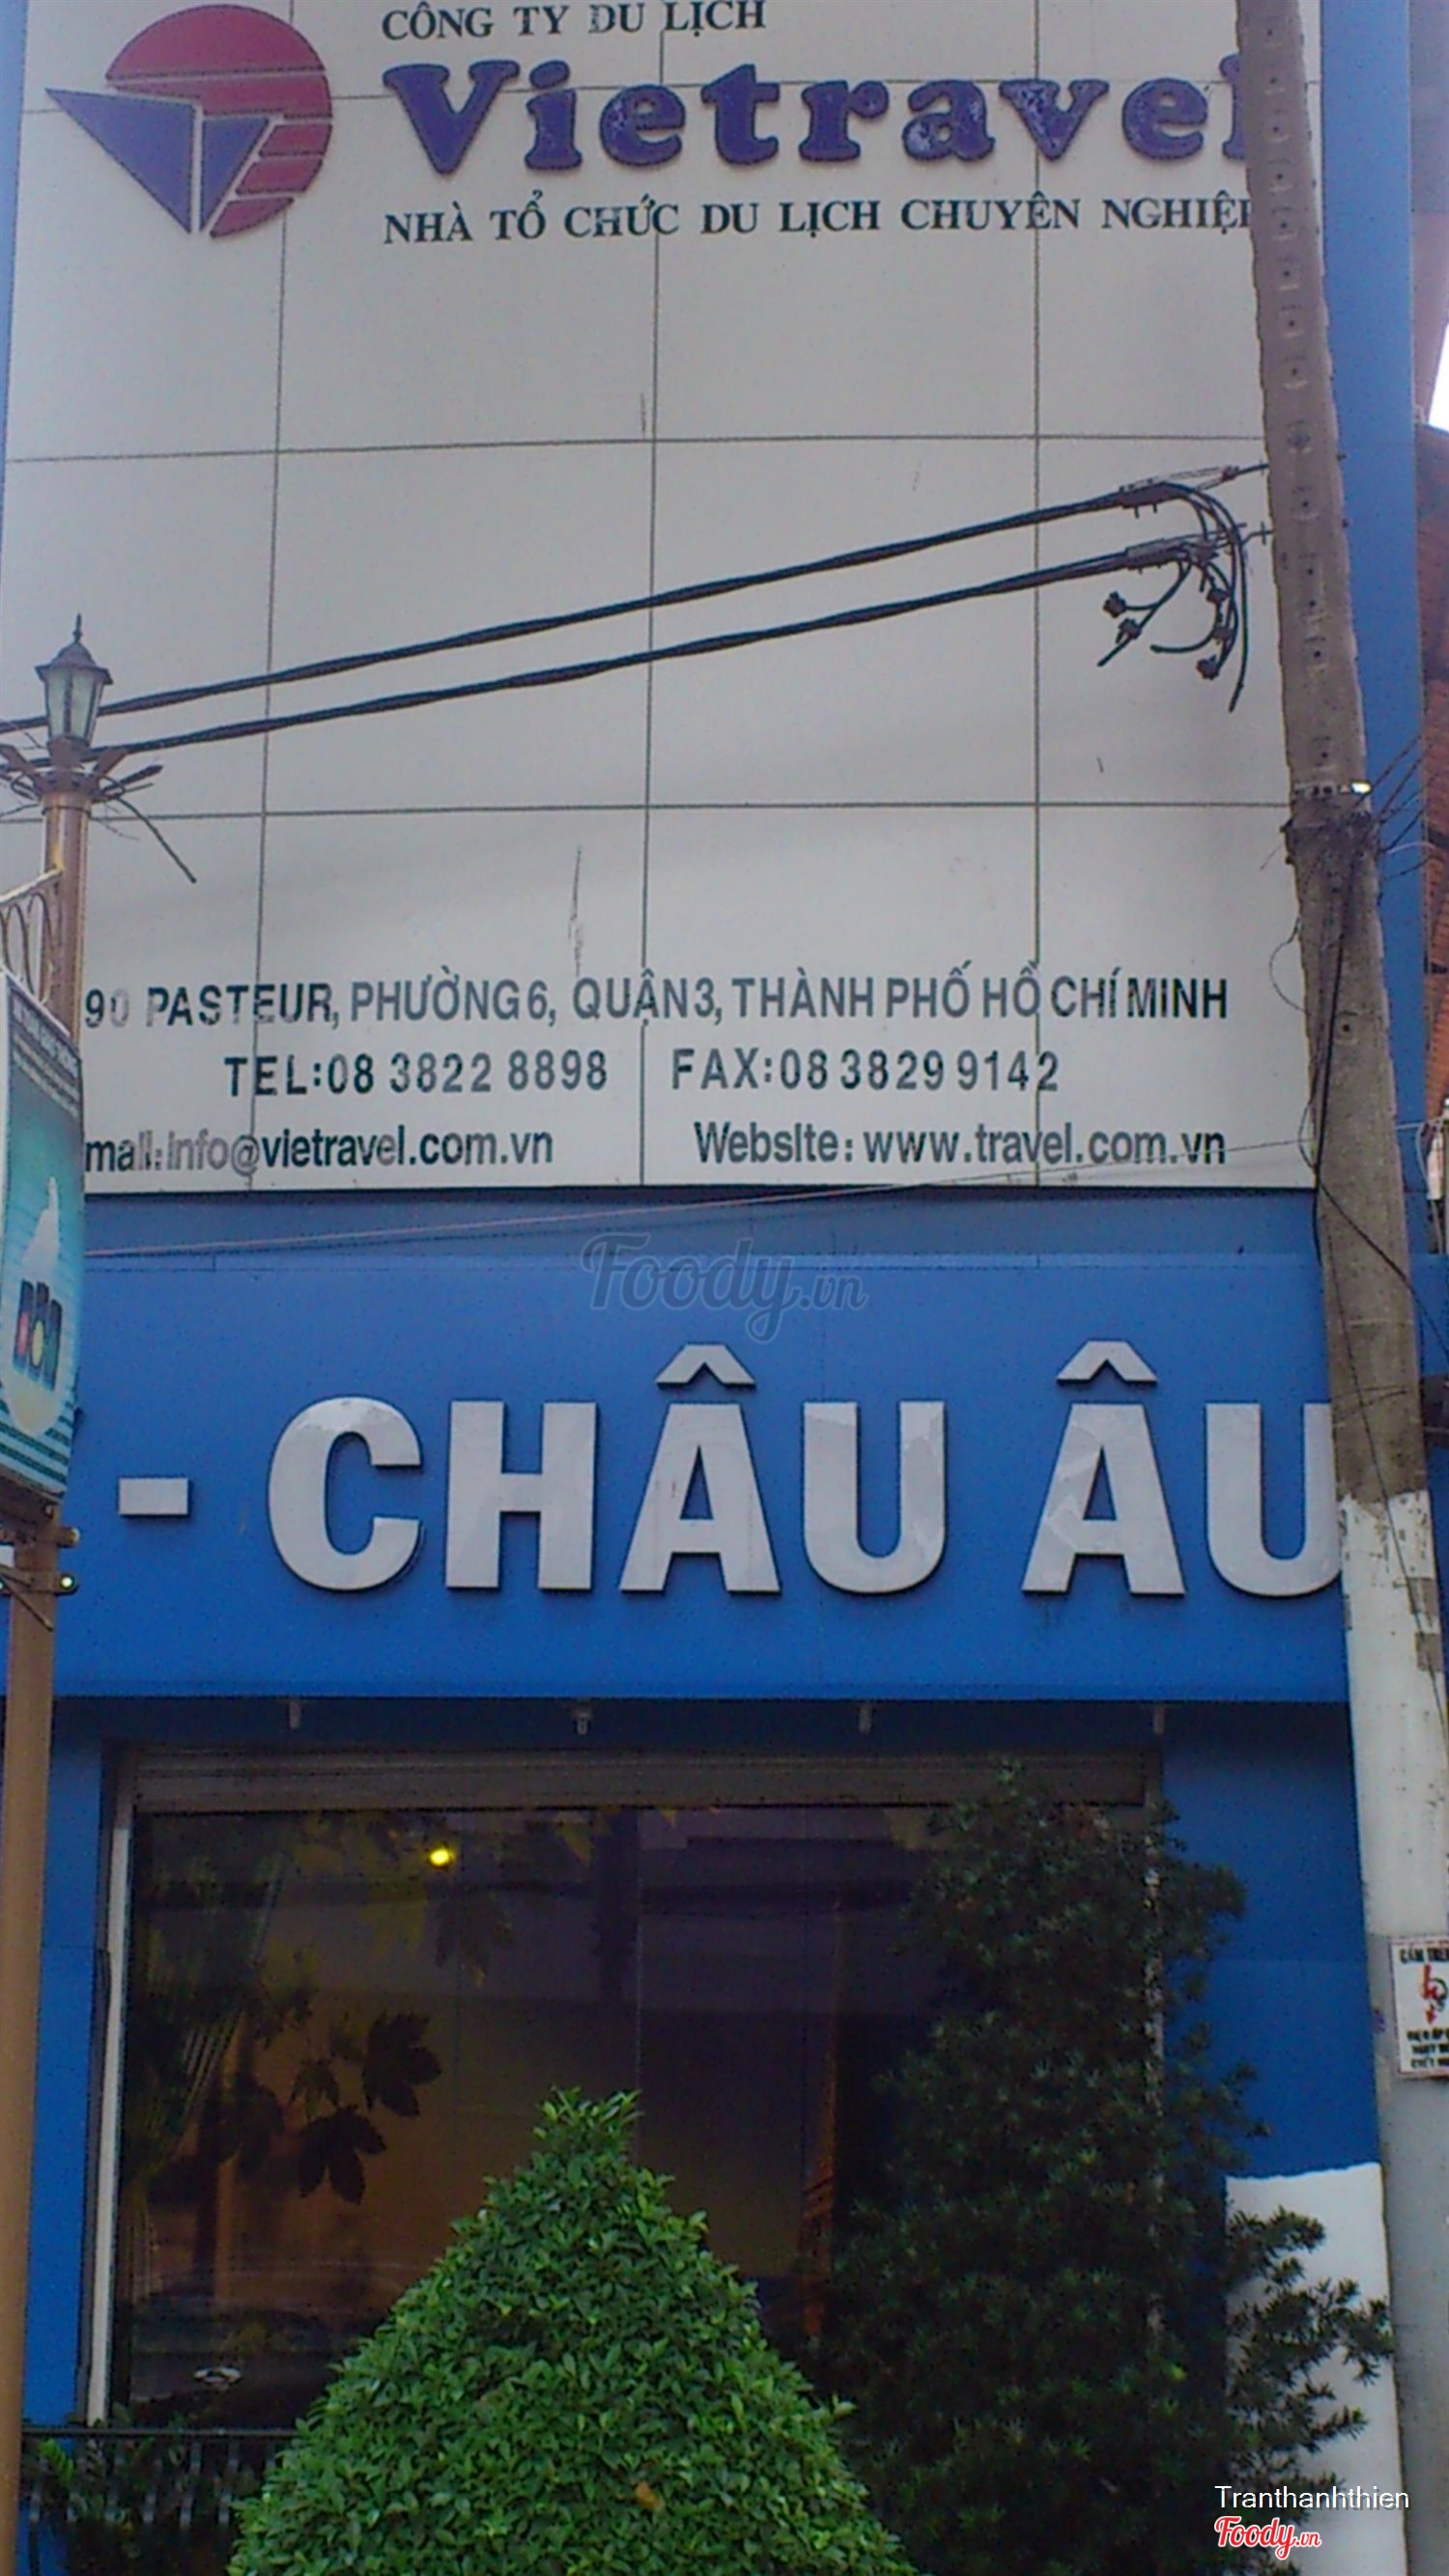 CÔNG TY DU LỊCH
Vietravel
NHÀ TỔ CHỨC DU LỊCH CHUYÊN NGHIỆP
90 PASTEUR, PHƯỜNG 6, QUẬN 3, THÀNH PHỐ HỒ CHÍ MINH
TEL: 08 3822 8898 FAX: 08 3829 9142
mail: info@vietravel.com.vn Website: www.travel.com.vn
Foody.vn
- CHÂU ÂU
Tranthanhthien
Foody.vn